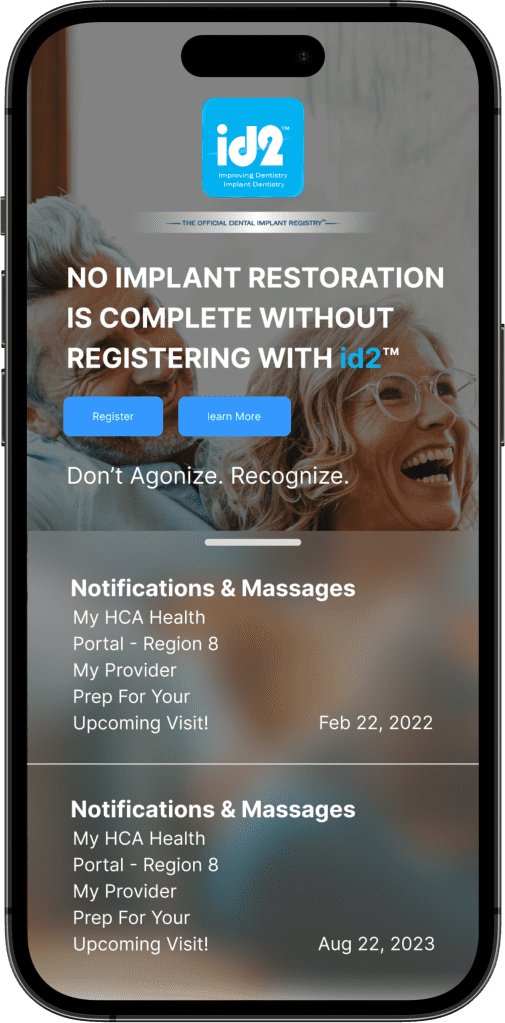 id2™
Improving Dentistry
Implant Dentistry
THE OFFICIAL DENTAL IMPLANT REGISTRY™
NO IMPLANT RESTORATION
IS COMPLETE WITHOUT
REGISTERING WITH id2™
Register learn More
Don't Agonize. Recognize.
Notifications & Massages
My HCA Health
Portal - Region 8
My Provider
Prep For Your
Upcoming Visit! Feb 22, 2022
Notifications & Massages
My HCA Health
Portal - Region 8
My Provider
Prep For Your
Upcoming Visit! Aug 22, 2023